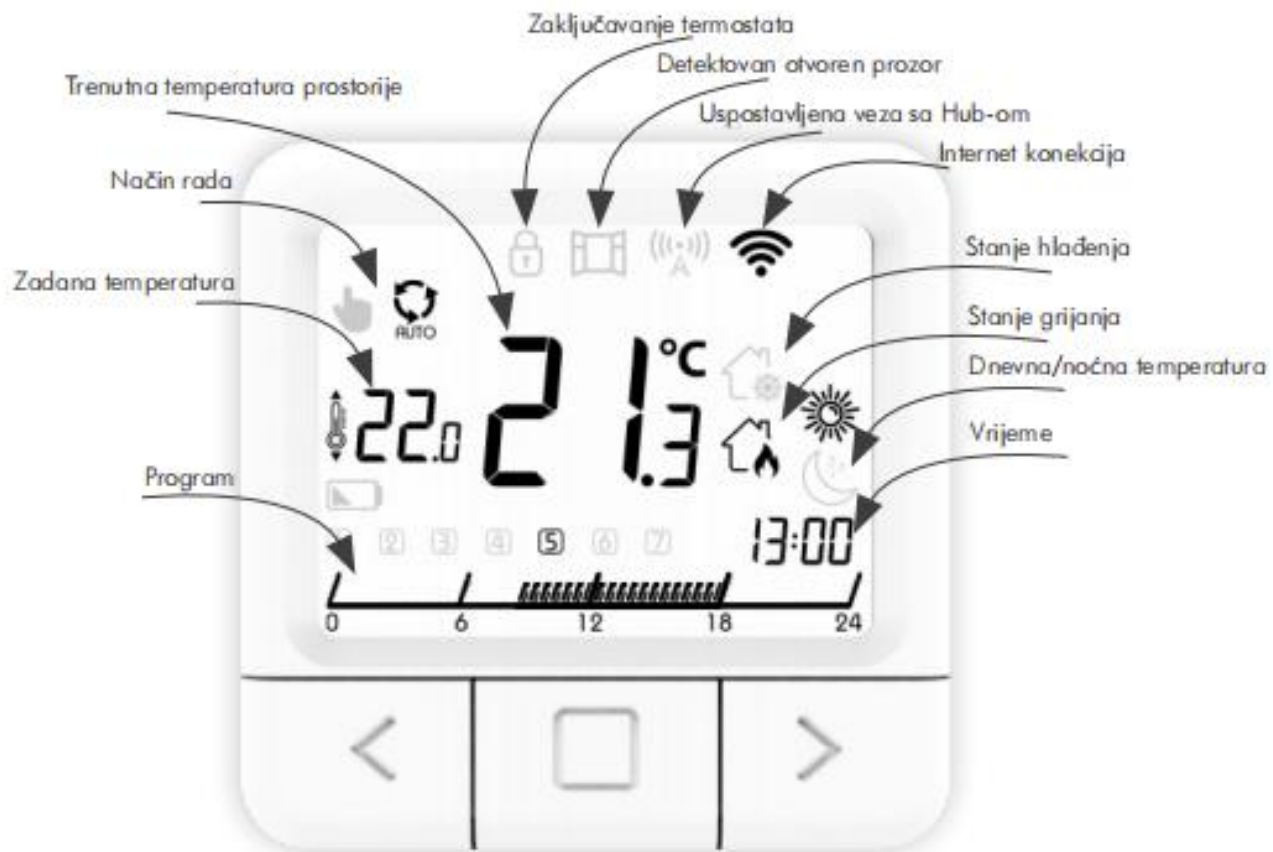 Zaključavanje termostata
Detektovan otvoren prozor
Trenutna temperatura prostorije
Uspostavljena veza sa Hub-om
Internet konekcija
Način rada
Stanje hlađenja
Zadana temperatura
AUTO
Stanje grijanja
°C
Dnevna/noćna temperatura
22.0
21.3
Vrijeme
Program
2 3 4 5 6 7
13:00
0 6 12 18 24